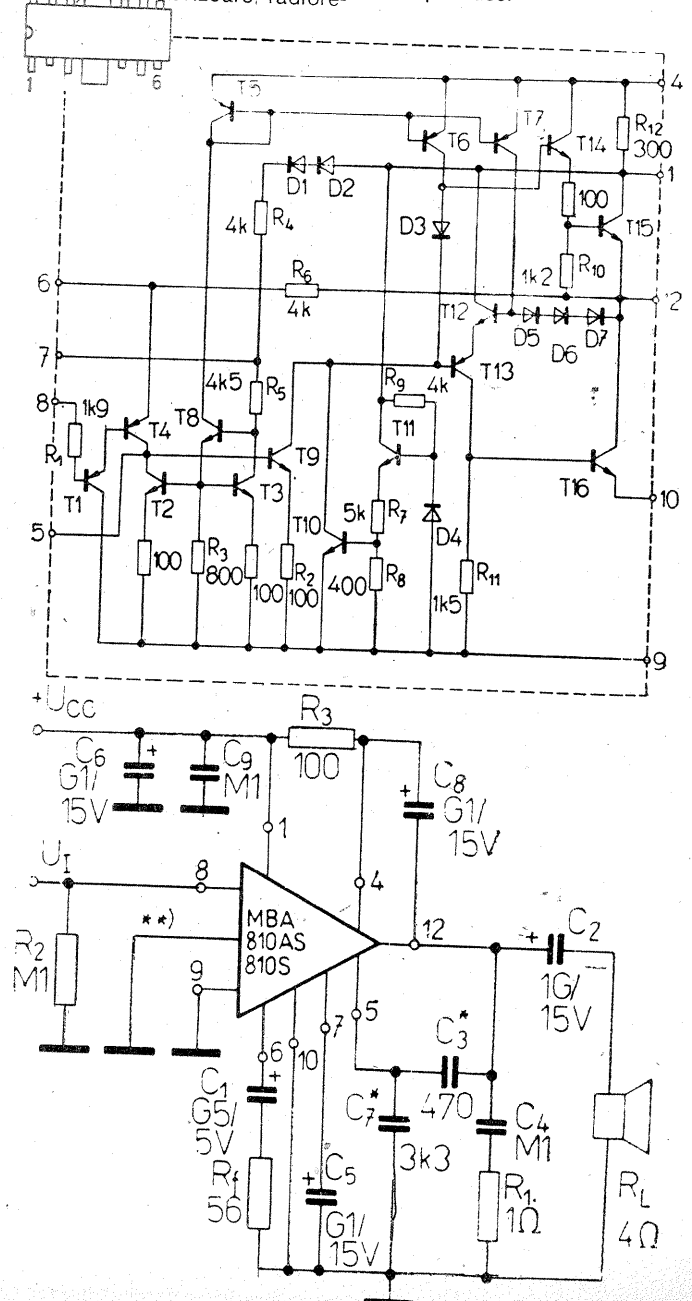 radiore-
1 6
T5
4
T6
T7
T14
R12
300
1
D1 D2
100
R4
4k
D3
T15
R10
1k2
6
R6
4k
12
T12
D5
D6
D7
7
4k5
R5
R9
4k
T13
8
1k9
R1
T4
T8
T9
T11
T1
T2
T3
T10
5k
R7
D4
T16
10
5
100
R3
800
100
R2
100
400
R8
1k5
R11
9
+UCC
C6
G1/
15V
C9
M1
R3
100
C8
+
G1/
15V
1
UI
8
4
**)
MBA
810AS
810S
12
+
C2
1G/
15V
R2
M1
9
6
10
7
5
C3*
470
C1
+
G5/
5V
C7*
3k3
C4
M1
Rf
56
+
C5
G1/
15V
R1
1Ω
RL
4Ω